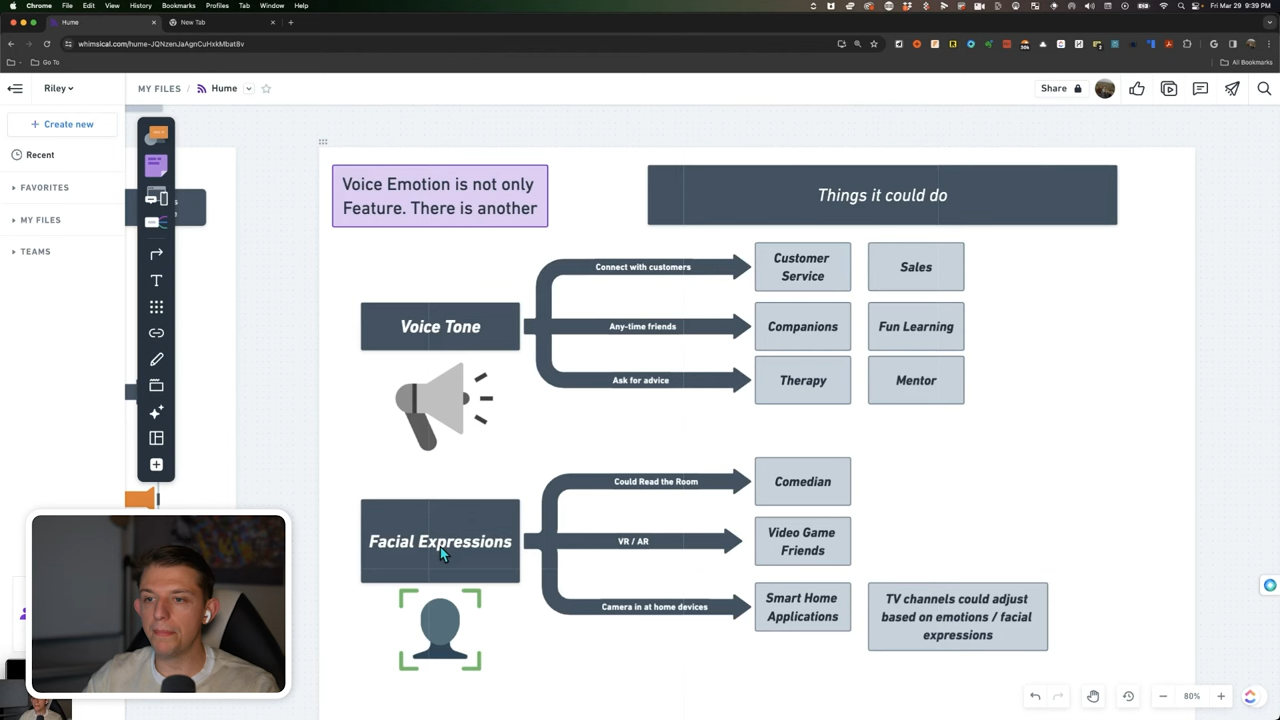 Chrome File Edit View History Bookmarks Profiles Tab Window Help
Fri Mar 29 9:39 PM
Home
New Tab
whimsical.com/home-JQNzenJaAgnCuHxkMbat8v
Go To
All Bookmarks
Riley
MY FILES / Hume
Share
+ Create new
Recent
FAVORITES
MY FILES
TEAMS
Voice Emotion is not only
Feature. There is another
Things it could do
Voice Tone
Connect with customers
Customer
Service
Sales
Any-time friends
Companions
Fun Learning
Ask for advice
Therapy
Mentor
Facial Expressions
Could Read the Room
Comedian
VR / AR
Video Game
Friends
Camera in at home devices
Smart Home
Applications
TV channels could adjust
based on emotions / facial
expressions
80%